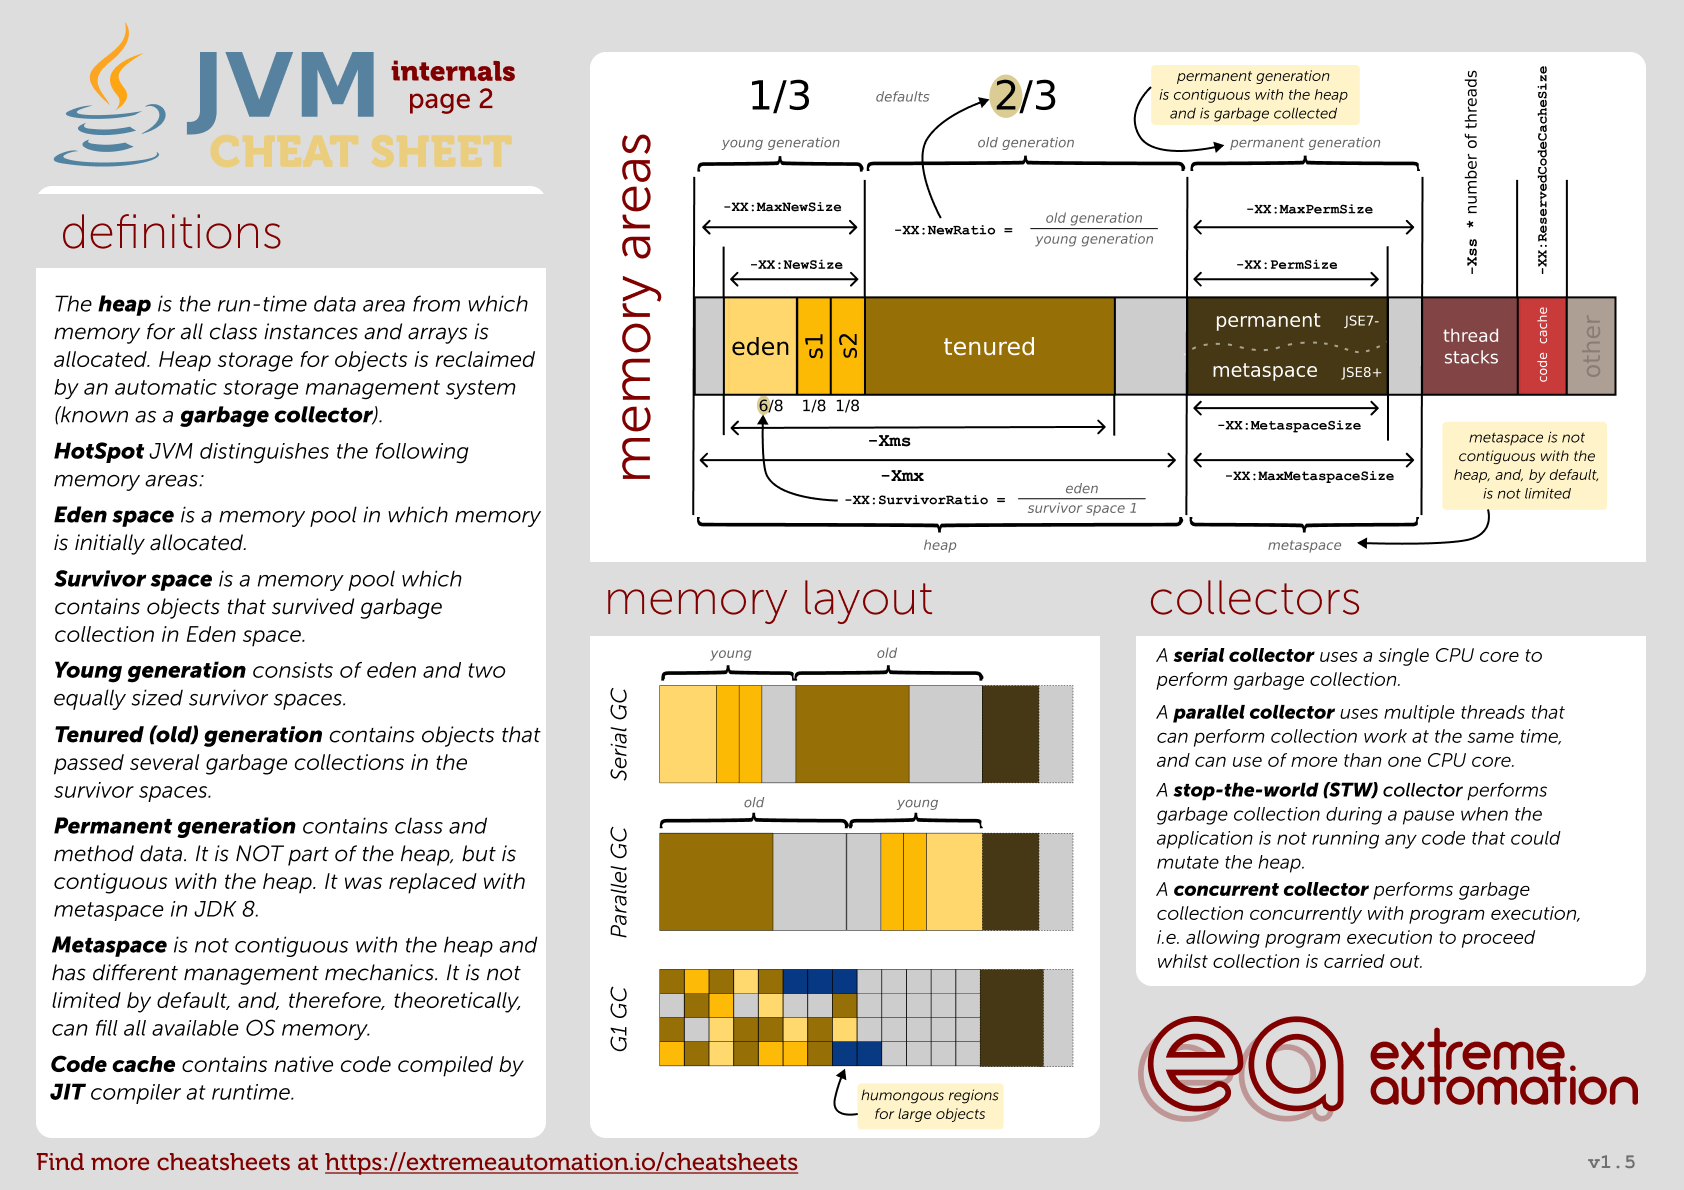 JVM
internals
page 2
CHEAT SHEET
definitions
The heap is the run-time data area from which
memory for all class instances and arrays is
allocated. Heap storage for objects is reclaimed
by an automatic storage management system
(known as a garbage collector).
HotSpot JVM distinguishes the following
memory areas:
Eden space is a memory pool in which memory
is initially allocated.
Survivor space is a memory pool which
contains objects that survived garbage
collection in Eden space.
Young generation consists of eden and two
equally sized survivor spaces.
Tenured (old) generation contains objects that
passed several garbage collections in the
survivor spaces.
Permanent generation contains class and
method data. It is NOT part of the heap, but is
contiguous with the heap. It was replaced with
metaspace in JDK 8.
Metaspace is not contiguous with the heap and
has different management mechanics. It is not
limited by default, and, therefore, theoretically,
can fill all available OS memory.
Code cache contains native code compiled by
JIT compiler at runtime.
memory areas
1/3
defaults
2/3
permanent generation
is contiguous with the heap
and is garbage collected
young generation
old generation
permanent generation
-Xss * number of threads
-XX:ReservedCodeCacheSize
-XX:MaxNewSize
-XX:NewRatio =
old generation
young generation
-XX:MaxPermSize
-XX:NewSize
-XX:PermSize
eden
s1
s2
tenured
permanent JSE7-
metaspace JSE8+
thread
stacks
code cache
other
6/8 1/8 1/8
-Xms
-Xmx
-XX:SurvivorRatio =
eden
survivor space 1
-XX:MetaspaceSize
-XX:MaxMetaspaceSize
metaspace is not
contiguous with the
heap, and, by default,
is not limited
heap
metaspace
memory layout
young
old
Serial GC
old
young
Parallel GC
G1 GC
humongous regions
for large objects
collectors
A serial collector uses a single CPU core to
perform garbage collection.
A parallel collector uses multiple threads that
can perform collection work at the same time,
and can use of more than one CPU core.
A stop-the-world (STW) collector performs
garbage collection during a pause when the
application is not running any code that could
mutate the heap.
A concurrent collector performs garbage
collection concurrently with program execution,
i.e. allowing program execution to proceed
whilst collection is carried out.
ea
extreme
automation
Find more cheatsheets at https://extremeautomation.io/cheatsheets
v1.5